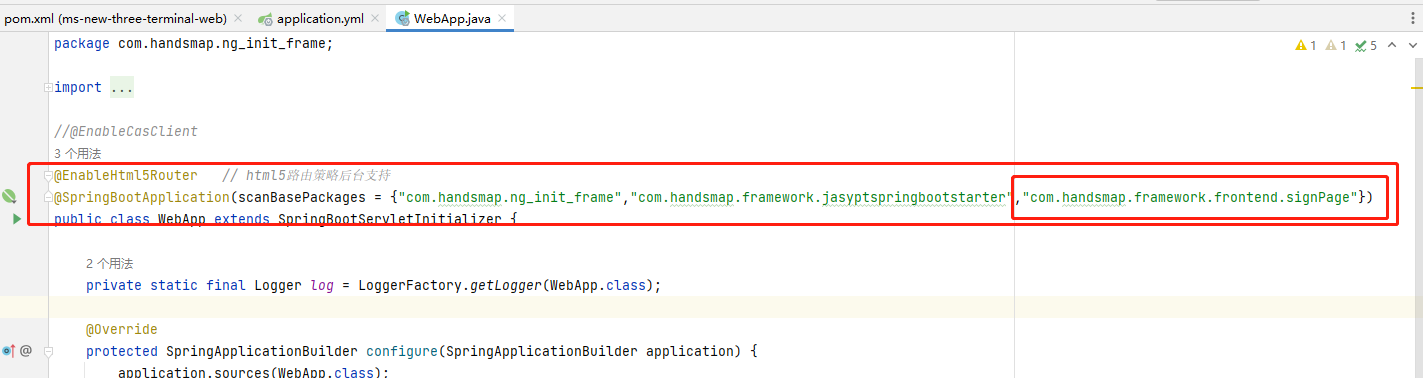 pom.xml (ms-new-three-terminal-web)
application.yml
WebApp.java
package com.handsmap.ng_init_frame;
1 1 5
import ...
//@EnableCasClient
3 个用法
@EnableHtml5Router // html5路由策略后台支持
@SpringBootApplication(scanBasePackages = {"com.handsmap.ng_init_frame","com.handsmap.framework.jasyptspringbootstarter","com.handsmap.framework.frontend.signPage"})
public class WebApp extends SpringBootServletInitializer {
2 个用法
private static final Logger log = LoggerFactory.getLogger(WebApp.class);
@Override
@ protected SpringApplicationBuilder configure(SpringApplicationBuilder application) {
application.sources(WebApp.class);